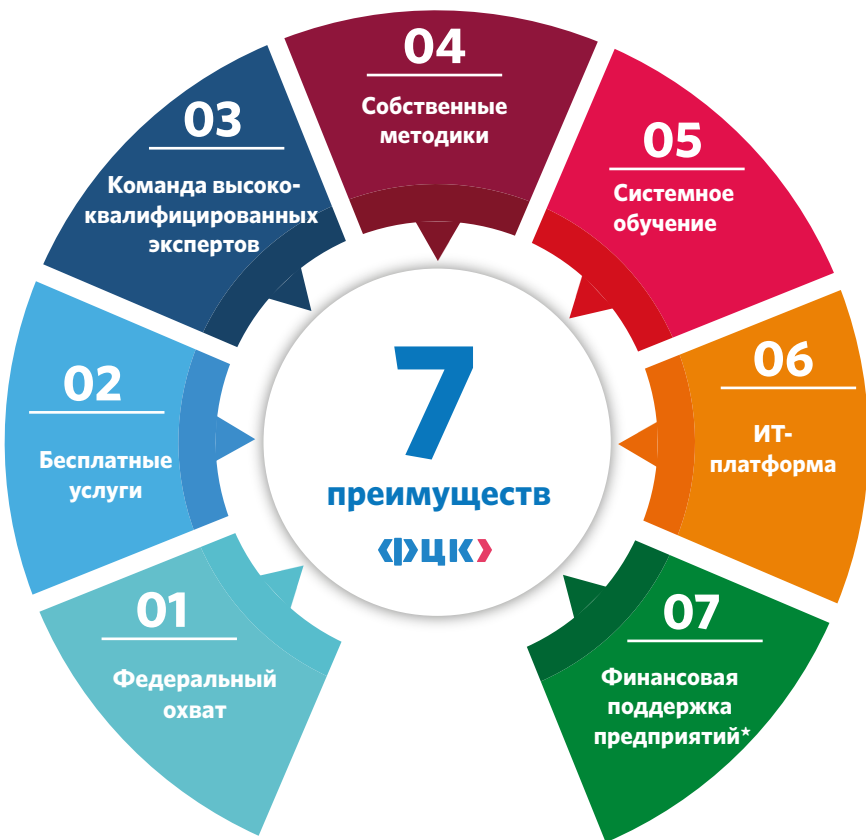 01
Федеральный
охват
02
Бесплатные
услуги
03
Команда высоко-
квалифицированных
экспертов
04
Собственные
методики
05
Системное
обучение
06
ИТ-
платформа
07
Финансовая
поддержка
предприятий*
7
преимуществ
ФЦК